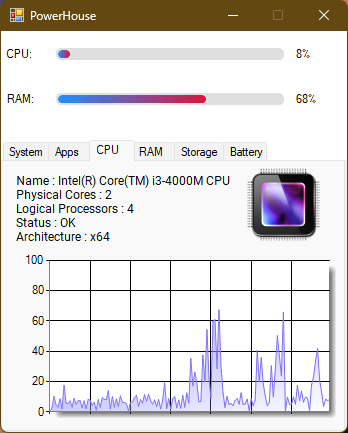 PowerHouse
CPU: 8%
RAM: 68%
System Apps CPU RAM Storage Battery
Name : Intel(R) Core(TM) i3-4000M CPU
Physical Cores : 2
Logical Processors : 4
Status : OK
Architecture : x64
100
80
60
40
20
0